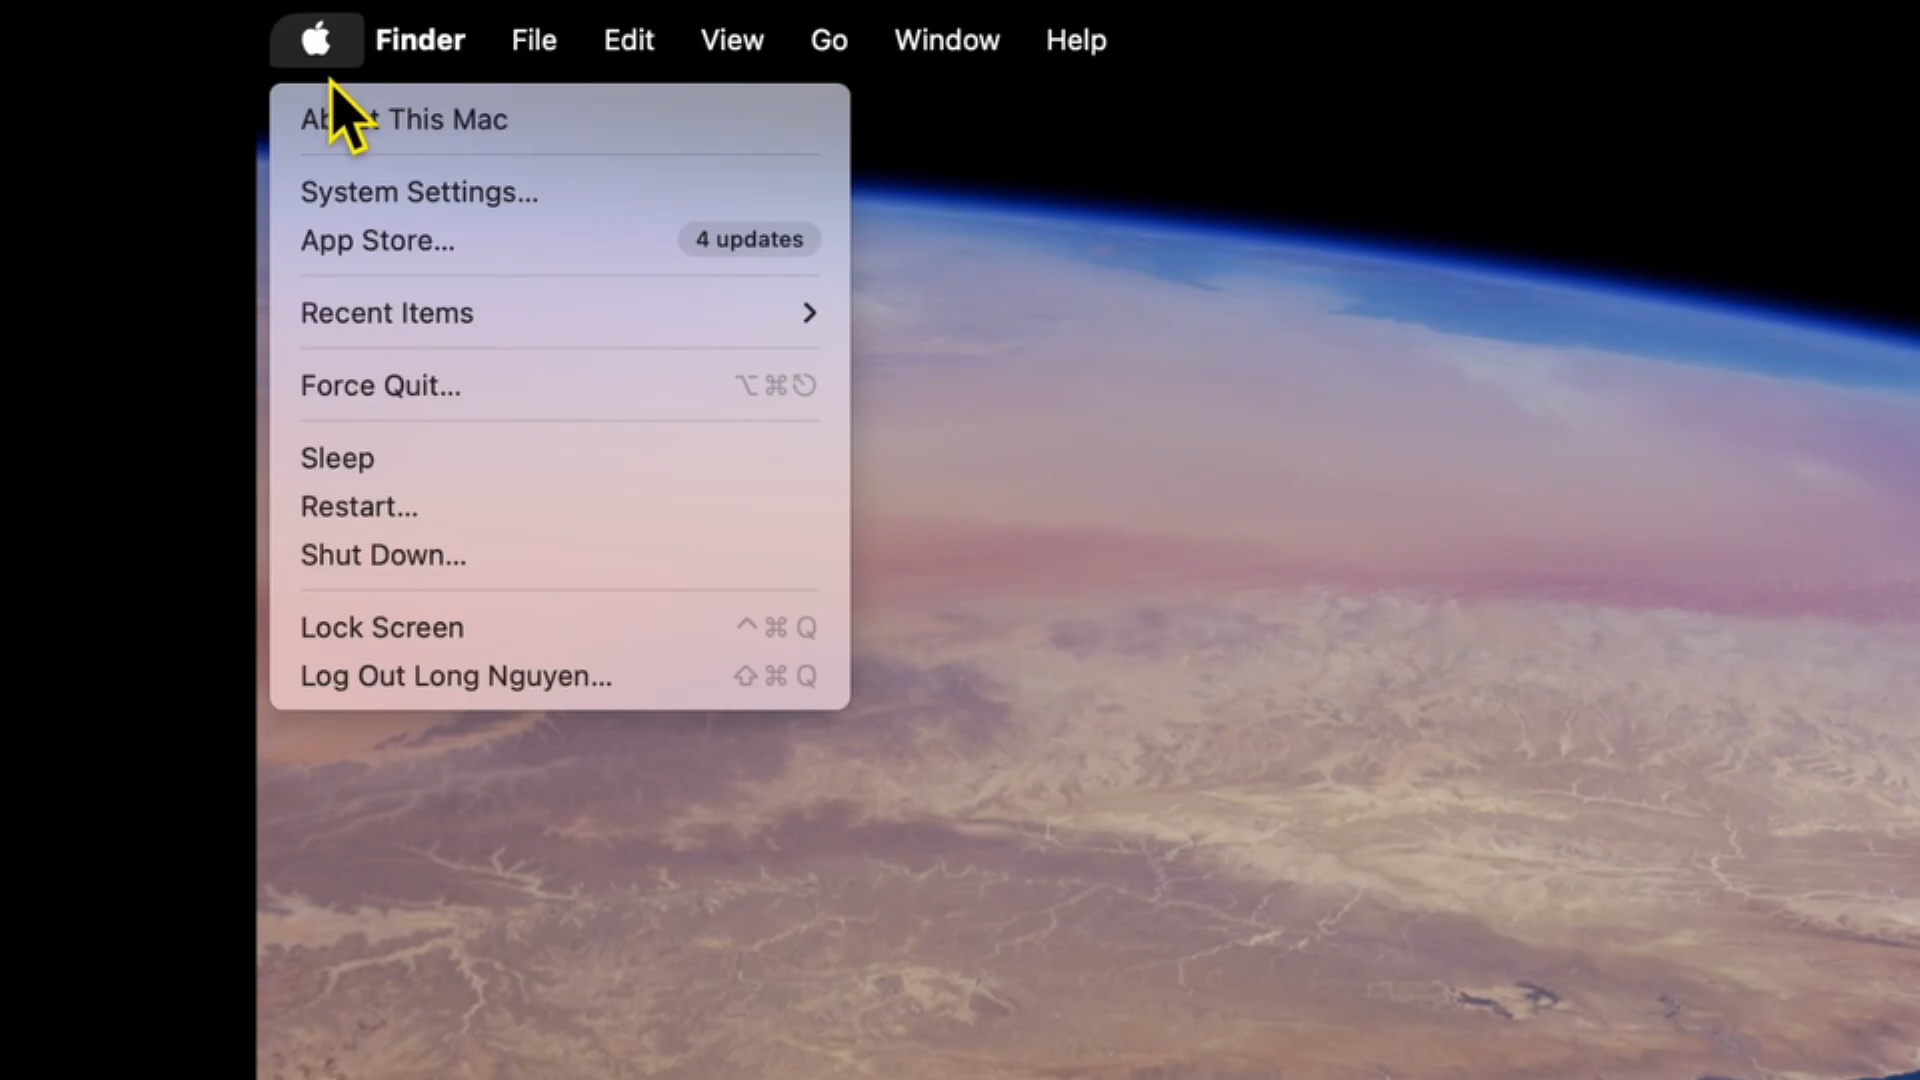 Finder File Edit View Go Window Help
About This Mac
System Settings...
App Store... 4 updates
Recent Items
Force Quit... ⌥⌘⎋
Sleep
Restart...
Shut Down...
Lock Screen ^⌘Q
Log Out Long Nguyen... ⇧⌘Q